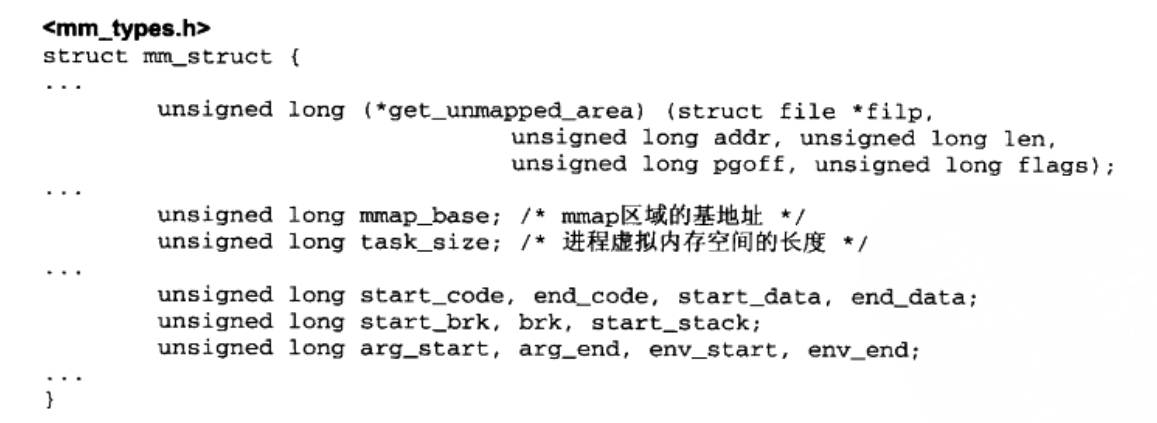 <mm_types.h>
struct mm_struct {
...
        unsigned long (*get_unmapped_area) (struct file *filp,
                                unsigned long addr, unsigned long len,
                                unsigned long pgoff, unsigned long flags);
...
        unsigned long mmap_base; /* mmap区域的基地址 */
        unsigned long task_size; /* 进程虚拟内存空间的长度 */
...
        unsigned long start_code, end_code, start_data, end_data;
        unsigned long start_brk, brk, start_stack;
        unsigned long arg_start, arg_end, env_start, env_end;
...
}